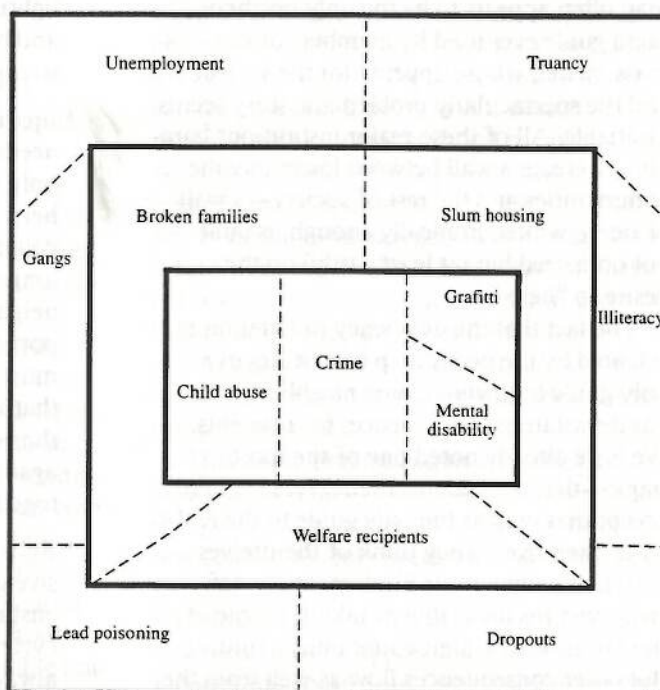 Unemployment
Truancy
Broken families
Slum housing
Gangs
Grafitti
Illiteracy
Crime
Child abuse
Mental
disability
Welfare recipients
Lead poisoning
Dropouts